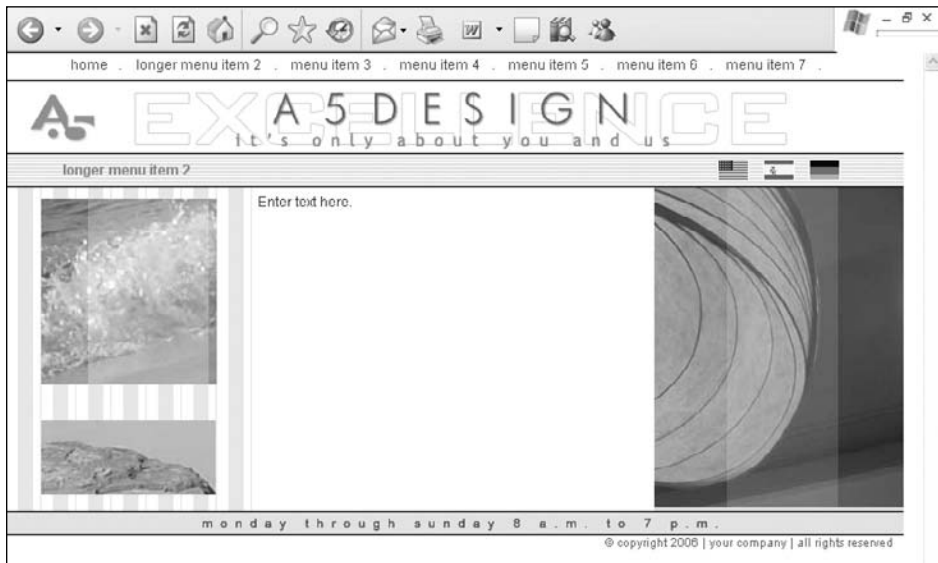 home . longer menu item 2 . menu item 3 . menu item 4 . menu item 5 . menu item 6 . menu item 7 .
A5
EXCELLENCE
A5DESIGN
it's only about you and us
longer menu item 2
Enter text here.
monday through sunday 8 a.m. to 7 p.m.
© copyright 2006 | your company | all rights reserved